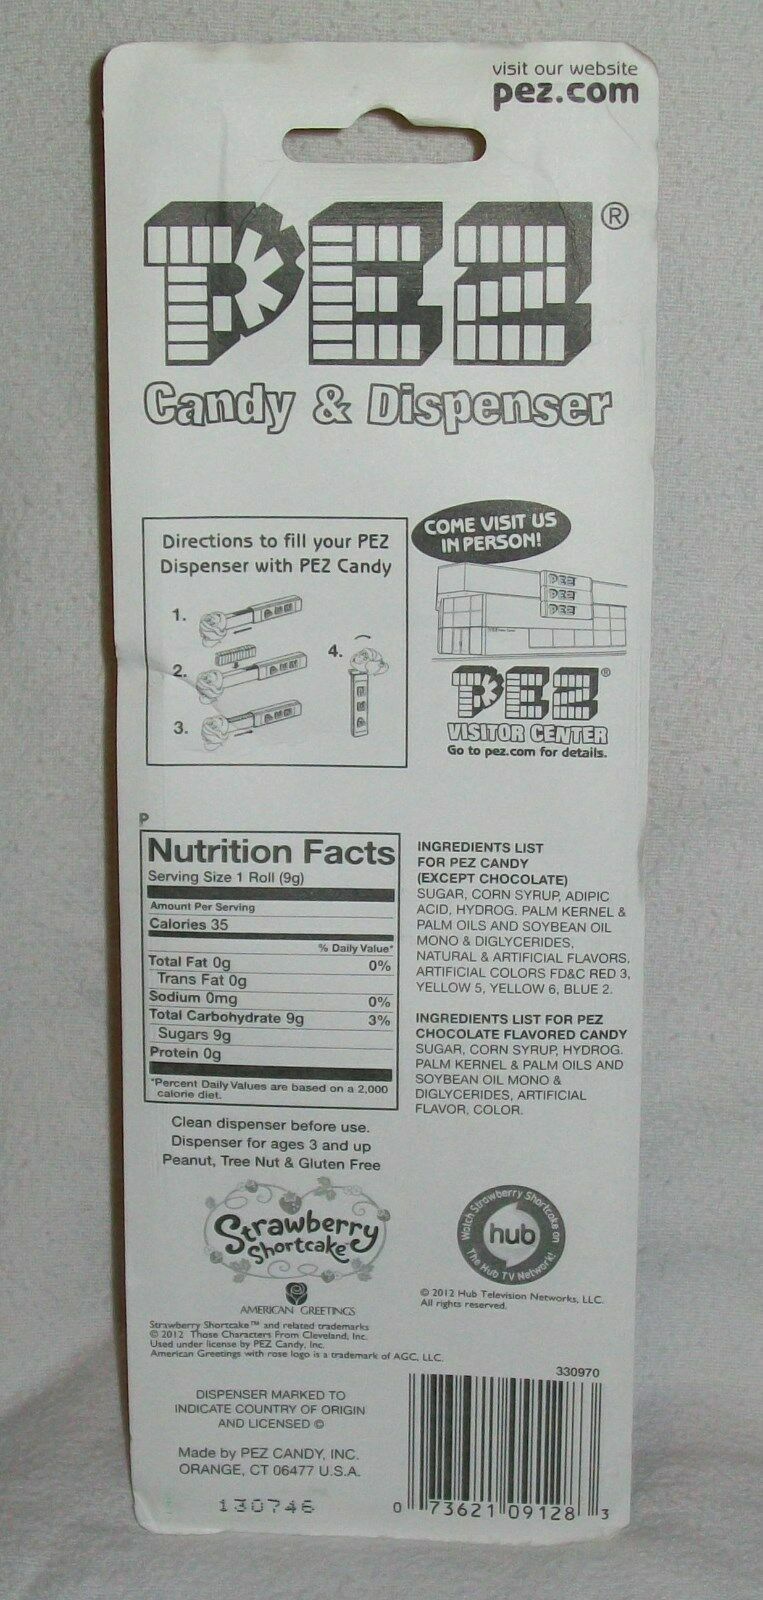 visit our website
pez.com
PEZ®
Candy & Dispenser
Directions to fill your PEZ
Dispenser with PEZ Candy
1.
2.
3.
4.
COME VISIT US
IN PERSON!
PEZ
PEZ
PEZ
PEZ®
VISITOR CENTER
Go to pez.com for details.
P
Nutrition Facts
Serving Size 1 Roll (9g)
Amount Per Serving
Calories 35
% Daily Value*
Total Fat 0g 0%
Trans Fat 0g
Sodium 0mg 0%
Total Carbohydrate 9g 3%
Sugars 9g
Protein 0g
*Percent Daily Values are based on a 2,000
calorie diet.
INGREDIENTS LIST
FOR PEZ CANDY
(EXCEPT CHOCOLATE)
SUGAR, CORN SYRUP, ADIPIC
ACID, HYDROG. PALM KERNEL &
PALM OILS AND SOYBEAN OIL
MONO & DIGLYCERIDES,
NATURAL & ARTIFICIAL FLAVORS,
ARTIFICIAL COLORS FD&C RED 3,
YELLOW 5, YELLOW 6, BLUE 2.
INGREDIENTS LIST FOR PEZ
CHOCOLATE FLAVORED CANDY
SUGAR, CORN SYRUP, HYDROG.
PALM KERNEL & PALM OILS AND
SOYBEAN OIL MONO &
DIGLYCERIDES, ARTIFICIAL
FLAVOR, COLOR.
Clean dispenser before use.
Dispenser for ages 3 and up
Peanut, Tree Nut & Gluten Free
Strawberry
Shortcake™
AMERICAN GREETINGS
Watch Strawberry Shortcake on
hub
The Hub TV Network!
© 2012 Hub Television Networks, LLC.
All rights reserved.
Strawberry Shortcake™ and related trademarks
© 2012 Those Characters From Cleveland, Inc.
Used under license by PEZ Candy, Inc.
American Greetings with rose logo is a trademark of AGC, LLC.
DISPENSER MARKED TO
INDICATE COUNTRY OF ORIGIN
AND LICENSED ©
Made by PEZ CANDY, INC.
ORANGE, CT 06477 U.S.A.
130746
330970
0 73621 09128 3